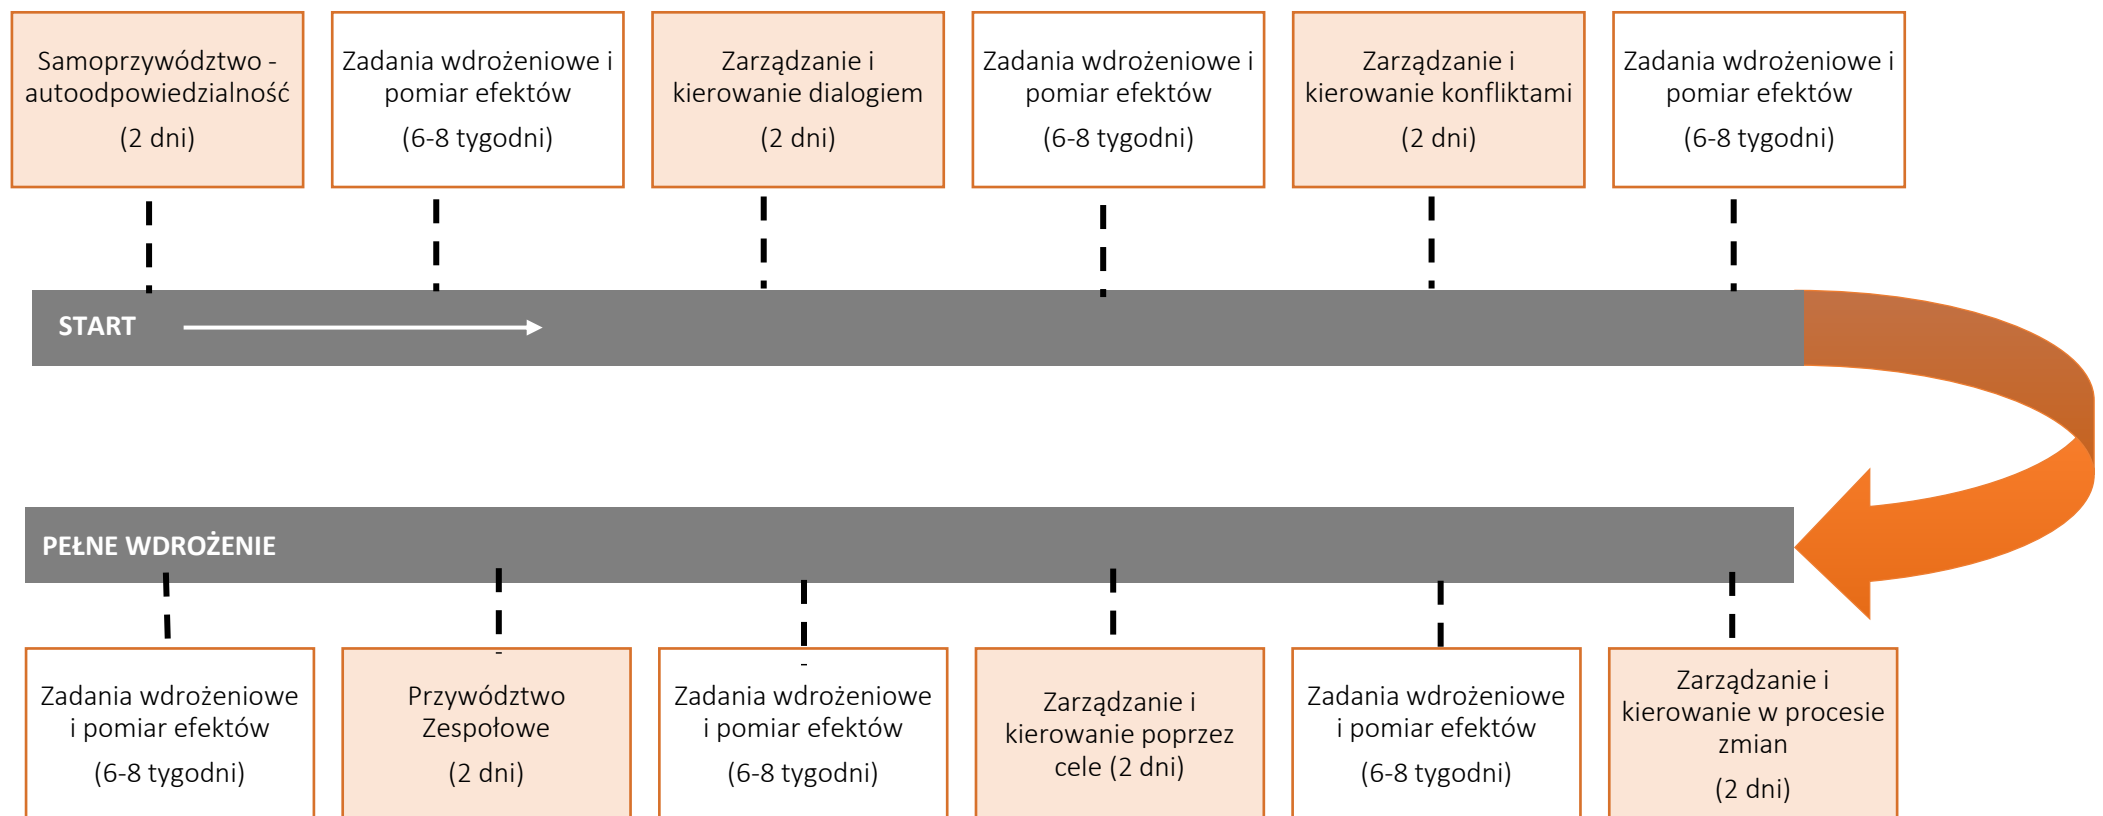 Samoprzywództwo -
autoodpowiedzialność
(2 dni)
Zadania wdrożeniowe i
pomiar efektów
(6-8 tygodni)
Zarządzanie i
kierowanie dialogiem
(2 dni)
Zadania wdrożeniowe i
pomiar efektów
(6-8 tygodni)
Zarządzanie i
kierowanie konfliktami
(2 dni)
Zadania wdrożeniowe i
pomiar efektów
(6-8 tygodni)
START
PEŁNE WDROŻENIE
Zadania wdrożeniowe
i pomiar efektów
(6-8 tygodni)
-
Przywództwo
Zespołowe
(2 dni)
-
Zadania wdrożeniowe
i pomiar efektów
(6-8 tygodni)
Zarządzanie i
kierowanie poprzez
cele (2 dni)
Zadania wdrożeniowe
i pomiar efektów
(6-8 tygodni)
Zarządzanie i
kierowanie w procesie
zmian
(2 dni)